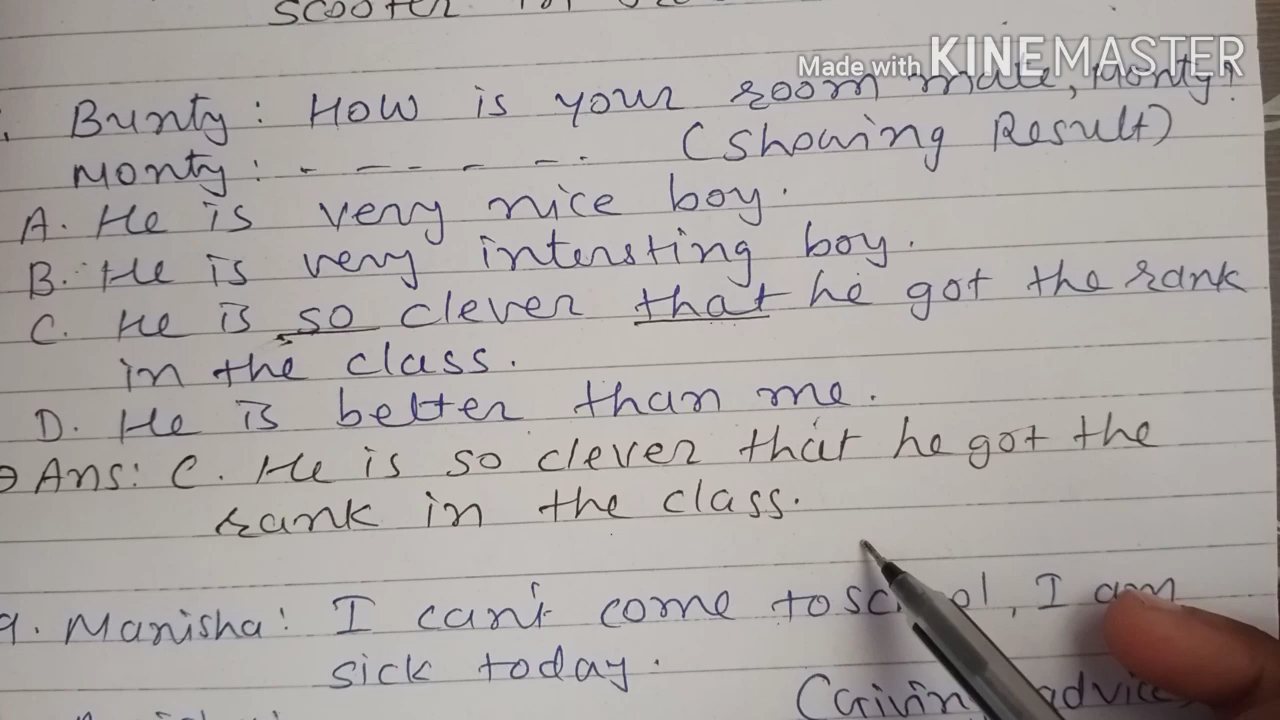 scooter
Made with KINEMASTER
Bunty: How is your room mate, Monty?
Monty: - - - - - . (Showing Result)
A. He is very nice boy.
B. He is very intersting boy.
C. He is so clever that he got the rank
in the class.
D. He is better than me.
Ans: C. He is so clever that he got the
rank in the class.
9. Manisha: I can't come to school, I am
sick today.
(Giving advice